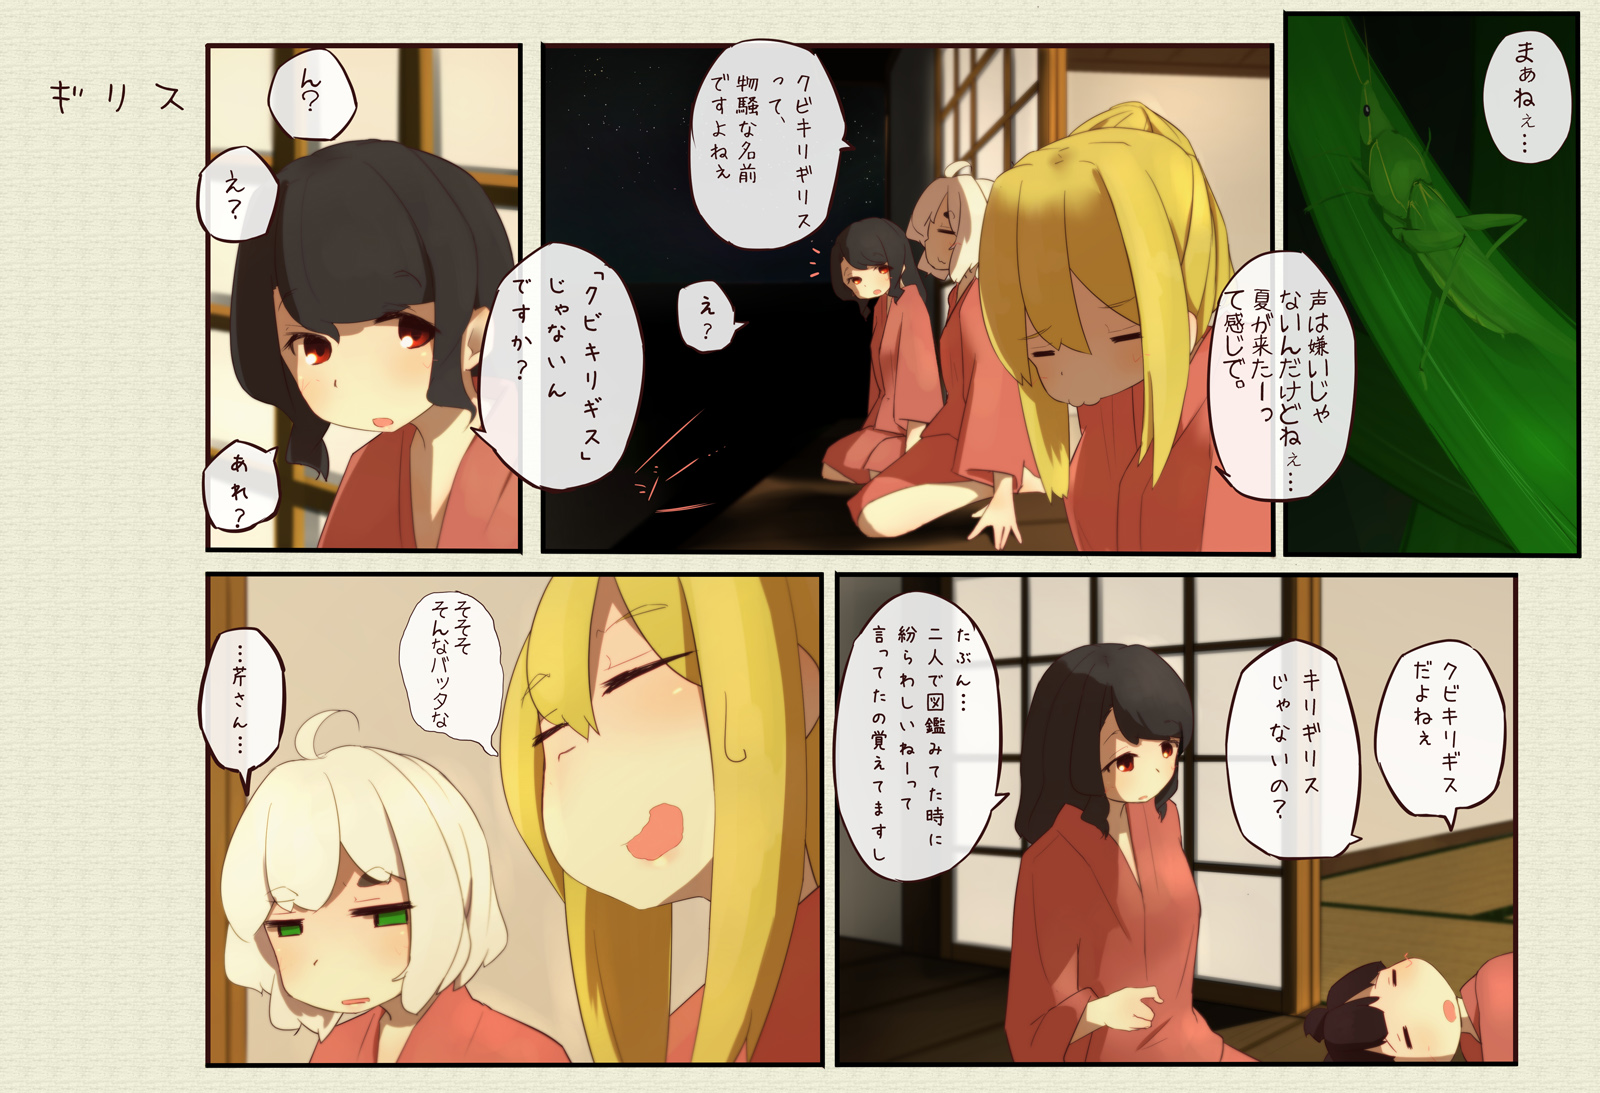 まぁねぇ…
声は嫌いじゃ
ないんだけどねぇ…
夏が来たーっ
て感じで。
クビキリギリス
って、
物騒な名前
ですよねぇ
え？
「クビキリギス」
じゃないん
ですか？
ん？
え？
あれ？
ギリス
クビキリギス
だよねぇ
キリギリス
じゃないの？
たぶん…
二人で図鑑みてた時に
紛らわしいねーって
言ってたの覚えてますし
そそそ
そんなバッタな
…芹さん…